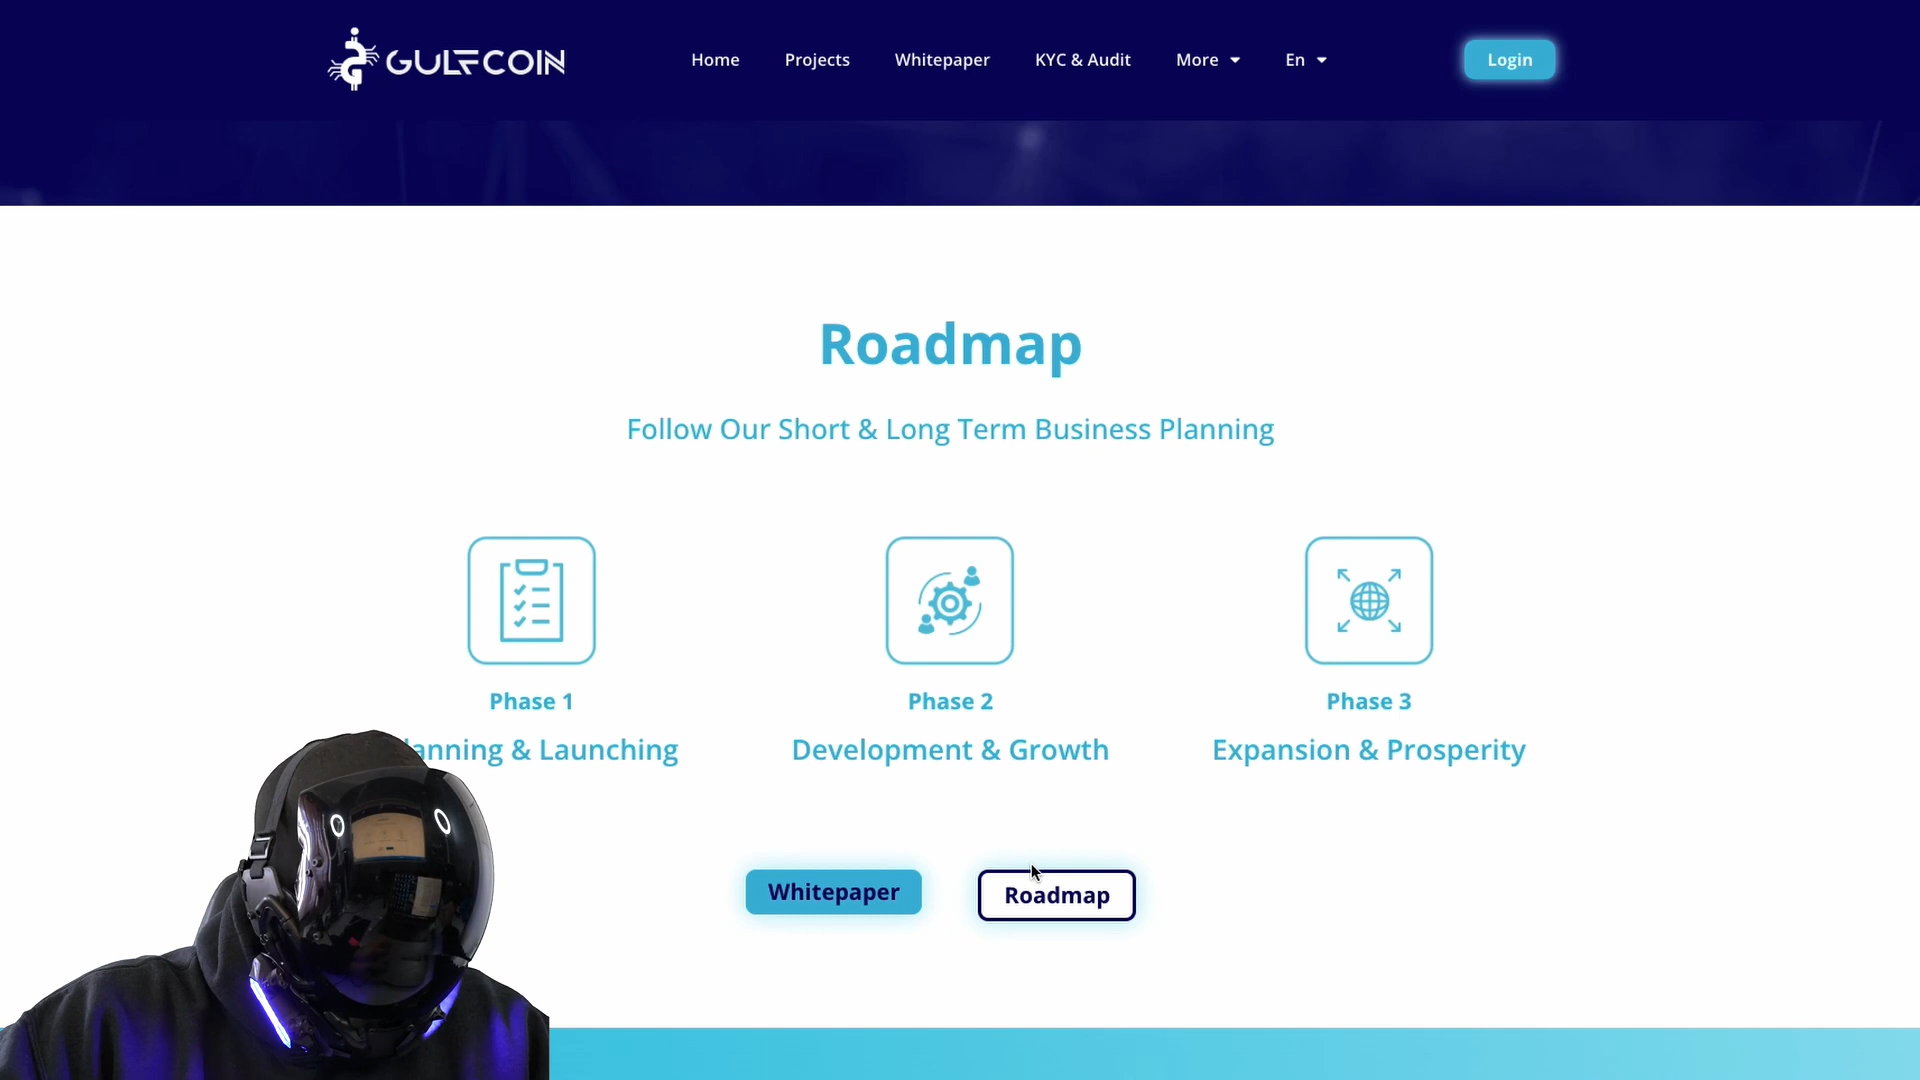 GULFCOIN
Home
Projects
Whitepaper
KYC & Audit
More
En
Login
Roadmap
Follow Our Short & Long Term Business Planning
Phase 1
Phase 2
Phase 3
anning & Launching
Development & Growth
Expansion & Prosperity
Whitepaper
Roadmap